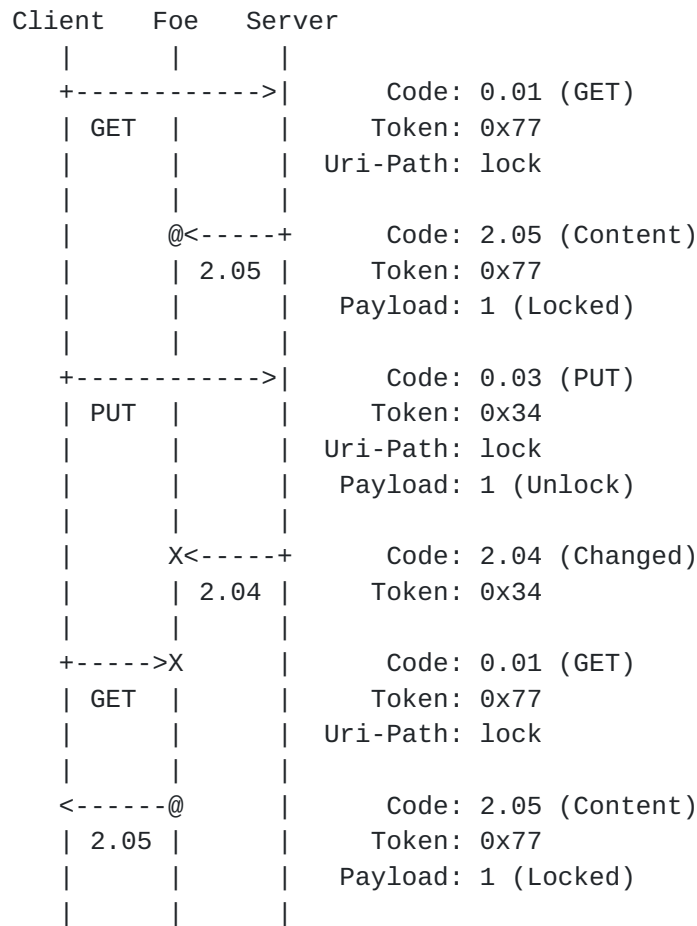 Client   Foe   Server
   |      |      |
   +------------>|      Code: 0.01 (GET)
   | GET  |      |     Token: 0x77
   |      |      |  Uri-Path: lock
   |      |      |
   |      @<-----+      Code: 2.05 (Content)
   |      | 2.05 |     Token: 0x77
   |      |      |   Payload: 1 (Locked)
   |      |      |
   +------------>|      Code: 0.03 (PUT)
   | PUT  |      |     Token: 0x34
   |      |      |  Uri-Path: lock
   |      |      |   Payload: 1 (Unlock)
   |      |      |
   |      X<-----+      Code: 2.04 (Changed)
   |      | 2.04 |     Token: 0x34
   |      |      |
   +----->X      |      Code: 0.01 (GET)
   | GET  |      |     Token: 0x77
   |      |      |  Uri-Path: lock
   |      |      |
   <------@      |      Code: 2.05 (Content)
   | 2.05 |      |     Token: 0x77
   |      |      |   Payload: 1 (Locked)
   |      |      |